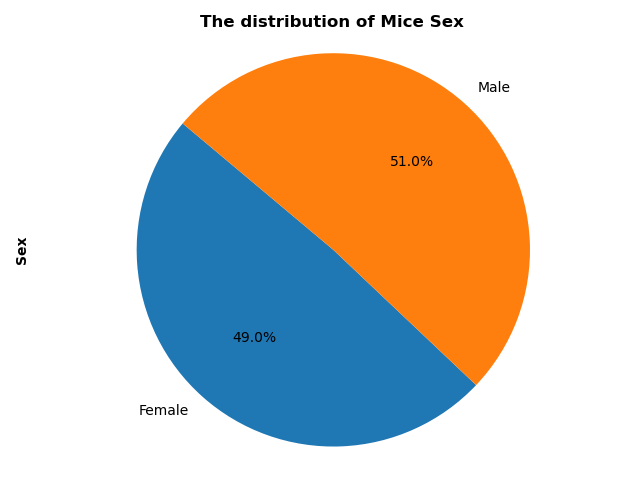 The distribution of Mice Sex
Male
51.0%
Sex
49.0%
Female